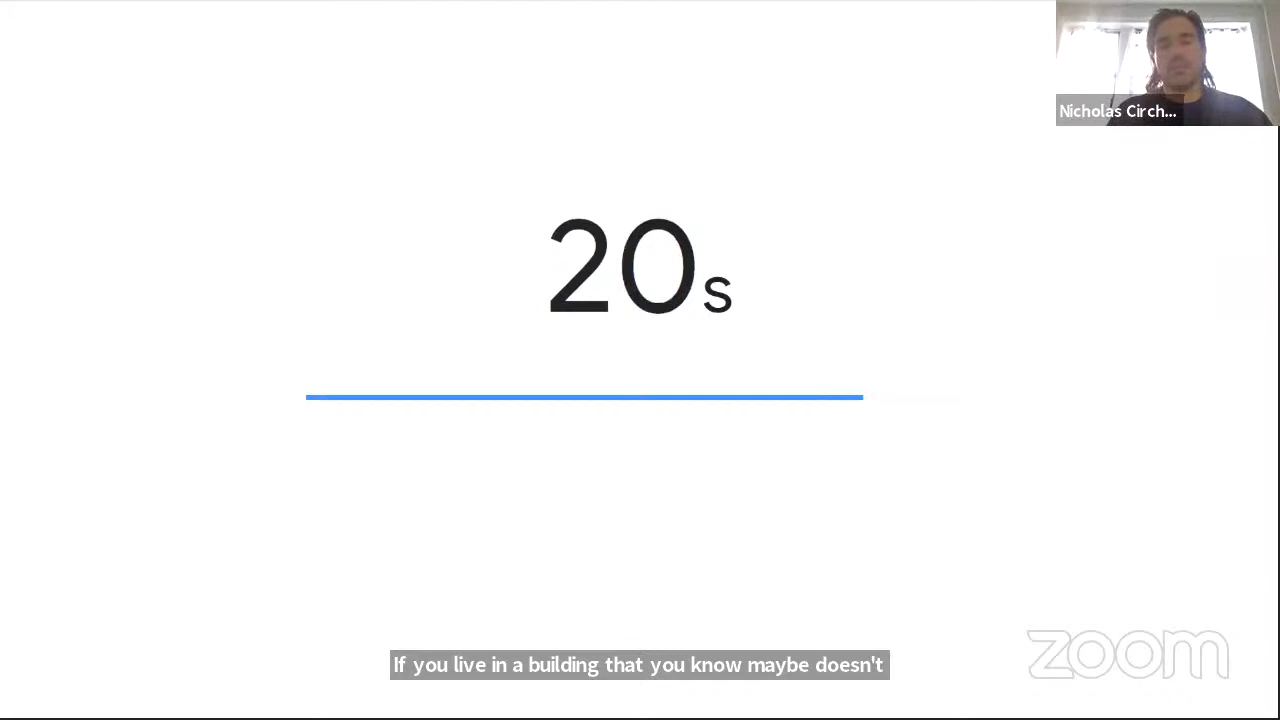 Nicholas Circh...
20s
If you live in a building that you know maybe doesn't
zoom